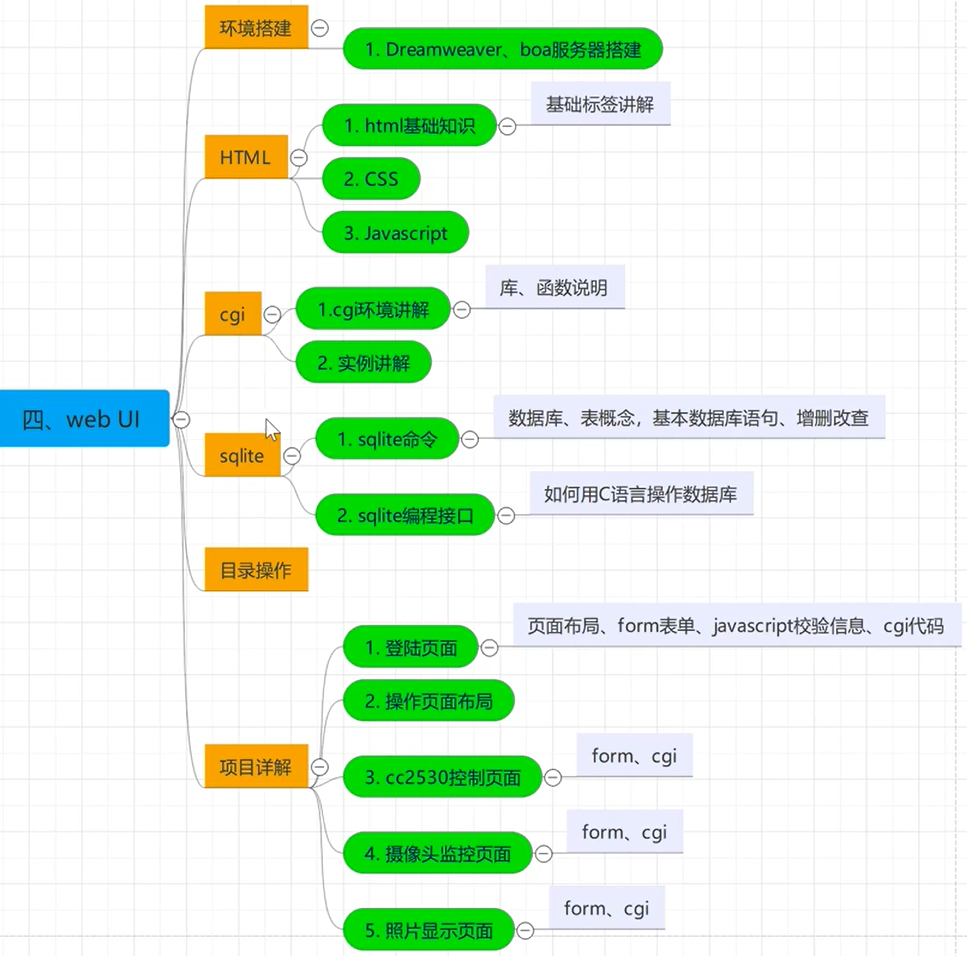 环境搭建
1. Dreamweaver、boa服务器搭建
HTML
1. html基础知识
基础标签讲解
2. CSS
3. Javascript
cgi
1.cgi环境讲解
库、函数说明
2. 实例讲解
四、web UI
sqlite
1. sqlite命令
数据库、表概念，基本数据库语句、增删改查
2. sqlite编程接口
如何用C语言操作数据库
目录操作
项目详解
1. 登陆页面
页面布局、form表单、javascript校验信息、cgi代码
2. 操作页面布局
3. cc2530控制页面
form、cgi
4. 摄像头监控页面
form、cgi
5. 照片显示页面
form、cgi